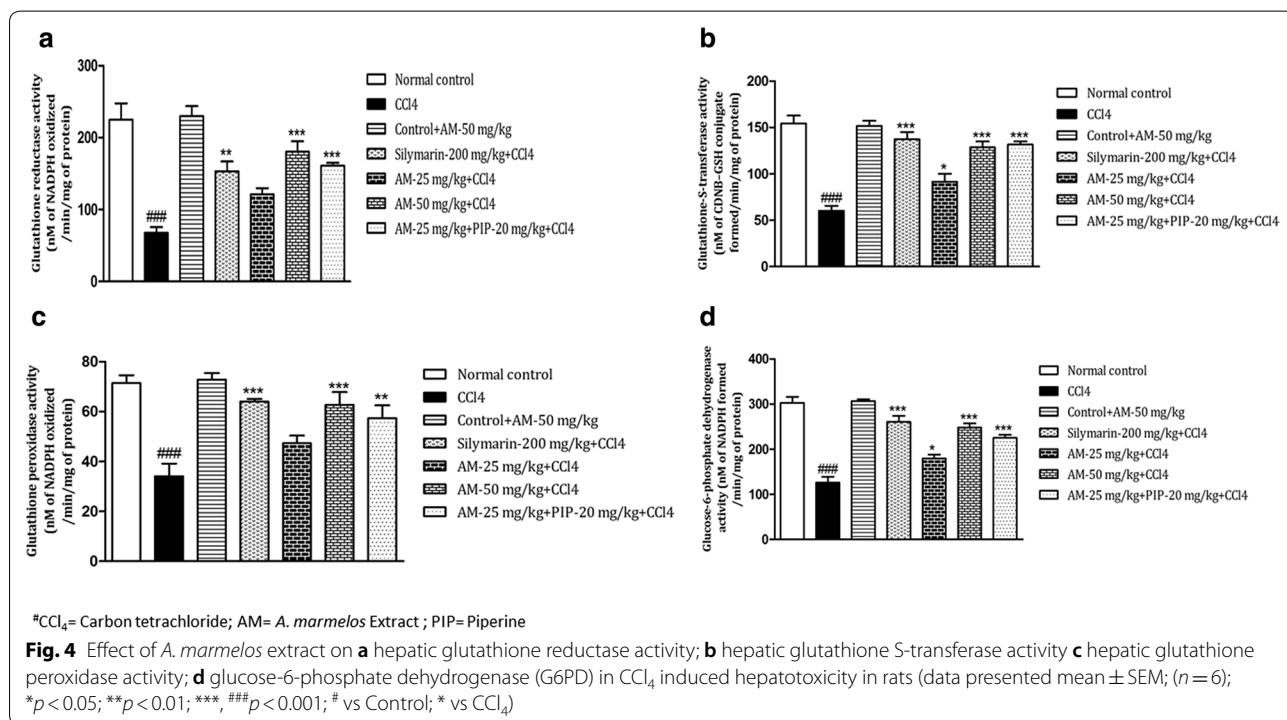 a
300
200
100
0
Glutathione reductase activity
(nM of NADPH oxidized
/min/mg of protein)
###
**
***
***
Normal control
CCl4
Control+AM-50 mg/kg
Silymarin-200 mg/kg+CCl4
AM-25 mg/kg+CCl4
AM-50 mg/kg+CCl4
AM-25 mg/kg+PIP-20 mg/kg+CCl4
b
200
150
100
50
0
Glutathione-S-transferase activity
(nM of CDNB-GSH conjugate
formed/min/mg of protein)
###
***
*
***
***
Normal control
CCl4
Control+AM-50 mg/kg
Silymarin-200 mg/kg+CCl4
AM-25 mg/kg+CCl4
AM-50 mg/kg+CCl4
AM-25 mg/kg+PIP-20 mg/kg+CCl4
c
80
60
40
20
0
Glutathione peroxidase activity
(nM of NADPH oxidized
/min/mg of protein)
###
***
***
**
Normal control
CCl4
Control+AM-50 mg/kg
Silymarin-200 mg/kg+CCl4
AM-25 mg/kg+CCl4
AM-50 mg/kg+CCl4
AM-25 mg/kg+PIP-20 mg/kg+CCl4
d
400
300
200
100
0
Glucose-6-phosphate dehydrogenase
activity (nM of NADPH formed
/min/mg of protein)
###
***
*
***
***
Normal control
CCl4
Control+AM-50 mg/kg
Silymarin-200 mg/kg+CCl4
AM-25 mg/kg+CCl4
AM-50 mg/kg+CCl4
AM-25 mg/kg+PIP-20 mg/kg+CCl4
#CCl₄= Carbon tetrachloride; AM= A. marmelos Extract ; PIP= Piperine
Fig. 4 Effect of A. marmelos extract on a hepatic glutathione reductase activity; b hepatic glutathione S-transferase activity c hepatic glutathione
peroxidase activity; d glucose-6-phosphate dehydrogenase (G6PD) in CCl₄ induced hepatotoxicity in rats (data presented mean ± SEM; (n = 6);
*p < 0.05; **p < 0.01; ***, ###p < 0.001; # vs Control; * vs CCl₄)